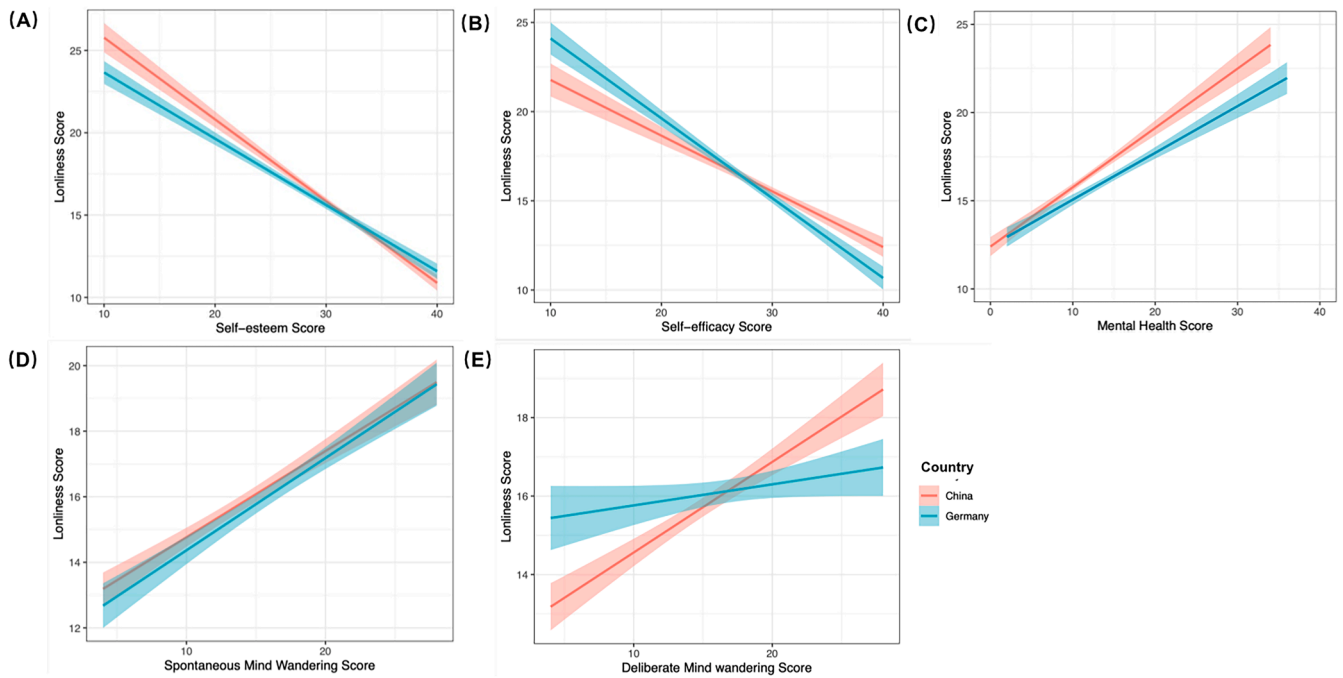 (A)
25
20
15
10
Lonliness Score
10 20 30 40
Self-esteem Score
(B)
25
20
15
10
Lonliness Score
10 20 30 40
Self-efficacy Score
(C)
25
20
15
10
Lonliness Score
0 10 20 30 40
Mental Health Score
(D)
20
18
16
14
12
Lonliness Score
10 20
Spontaneous Mind Wandering Score
(E)
18
16
14
Lonliness Score
10 20
Deliberate Mind wandering Score
Country
China
Germany